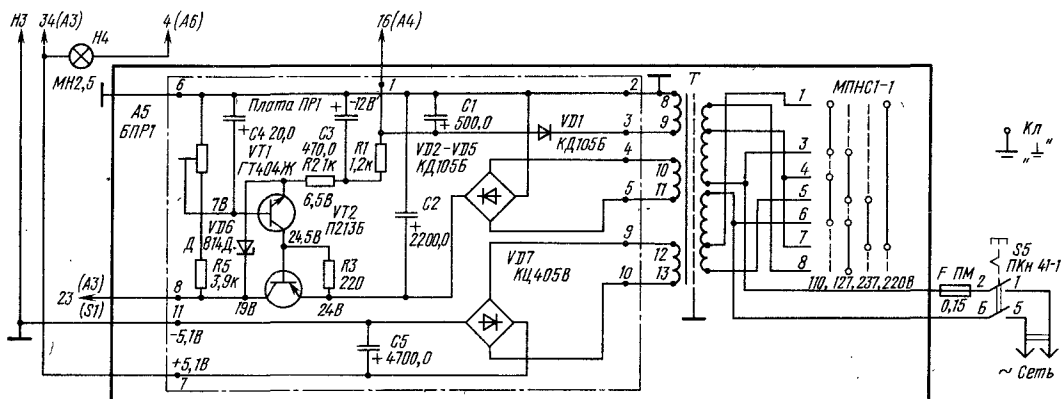 Н3 34(А3) 4(А6) 16(А4)
Н4
МН2,5
6 1 2 Т МПНС1-1
А5
БПР1
Плата ПР1
-12В
С4 20,0
С3
470,0
R2 1к
R1
1,2к
С1
+ 500,0
VD1
КД105Б
VD2-VD5
КД105Б
VT1
ГТ404Ж
6,5В
7В
VT2
П213Б
С2
+ 2200,0
VD6
814Д
Д
24,5В
R5
3,9к
R3
220
19В
24В
VD7
КЦ405В
23 (А3)
(S1)
8
11
-5,1В
+5,1В
7
С5
+ 4700,0
3
4
5
9
10
8
9
10
11
12
13
1
3
4
5
6
7
8
110, 127, 237, 220В
Кл
"⊥"
S5
ПКн 41-1
F ПМ
0,15
2 1
Б 5
~ Сеть